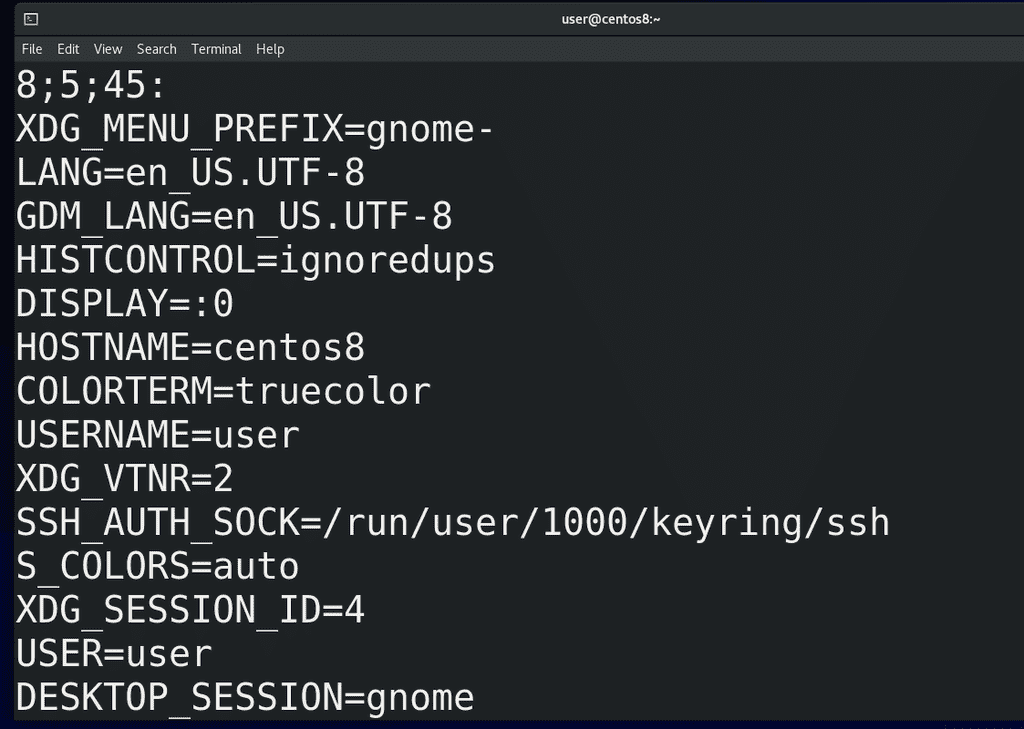 user@centos8:~
File Edit View Search Terminal Help
8;5;45:
XDG_MENU_PREFIX=gnome-
LANG=en_US.UTF-8
GDM_LANG=en_US.UTF-8
HISTCONTROL=ignoredups
DISPLAY=:0
HOSTNAME=centos8
COLORTERM=truecolor
USERNAME=user
XDG_VTNR=2
SSH_AUTH_SOCK=/run/user/1000/keyring/ssh
S_COLORS=auto
XDG_SESSION_ID=4
USER=user
DESKTOP_SESSION=gnome